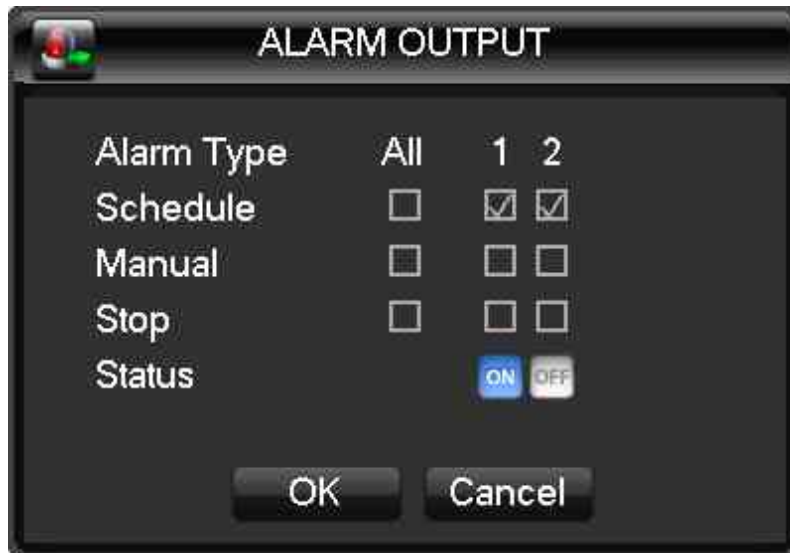 ALARM OUTPUT
Alarm Type All 1 2
Schedule
Manual
Stop
Status ON OFF
OK Cancel